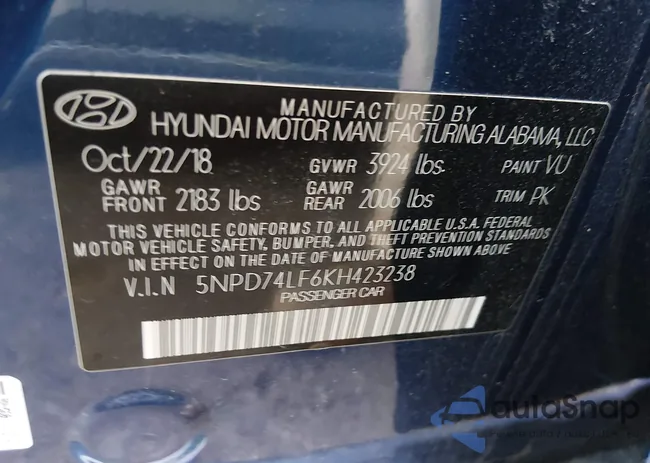 MANUFACTURED BY
HYUNDAI MOTOR MANUFACTURING ALABAMA, LLC
Oct/22/18 GVWR 3924 lbs PAINT VU
GAWR FRONT 2183 lbs GAWR REAR 2006 lbs TRIM PK
THIS VEHICLE CONFORMS TO ALL APPLICABLE U.S.A. FEDERAL
MOTOR VEHICLE SAFETY, BUMPER, AND THEFT PREVENTION STANDARDS
IN EFFECT ON THE DATE OF MANUFACTURE SHOWN ABOVE
V.I.N 5NPD74LF6KH423238
PASSENGER CAR
autoSnap